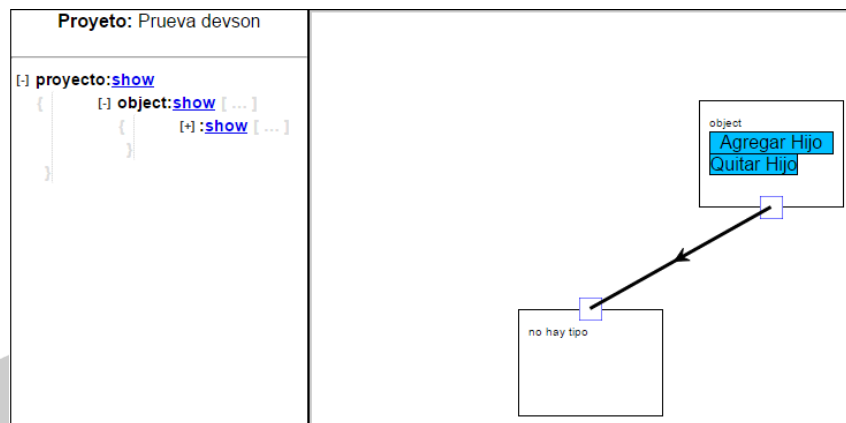 Proyeto: Prueva devson
[-] proyecto:show
{ [-] object:show [ ... ]
{ [+] :show [ ... ]
}
}
object
Agregar Hijo
Quitar Hijo
no hay tipo